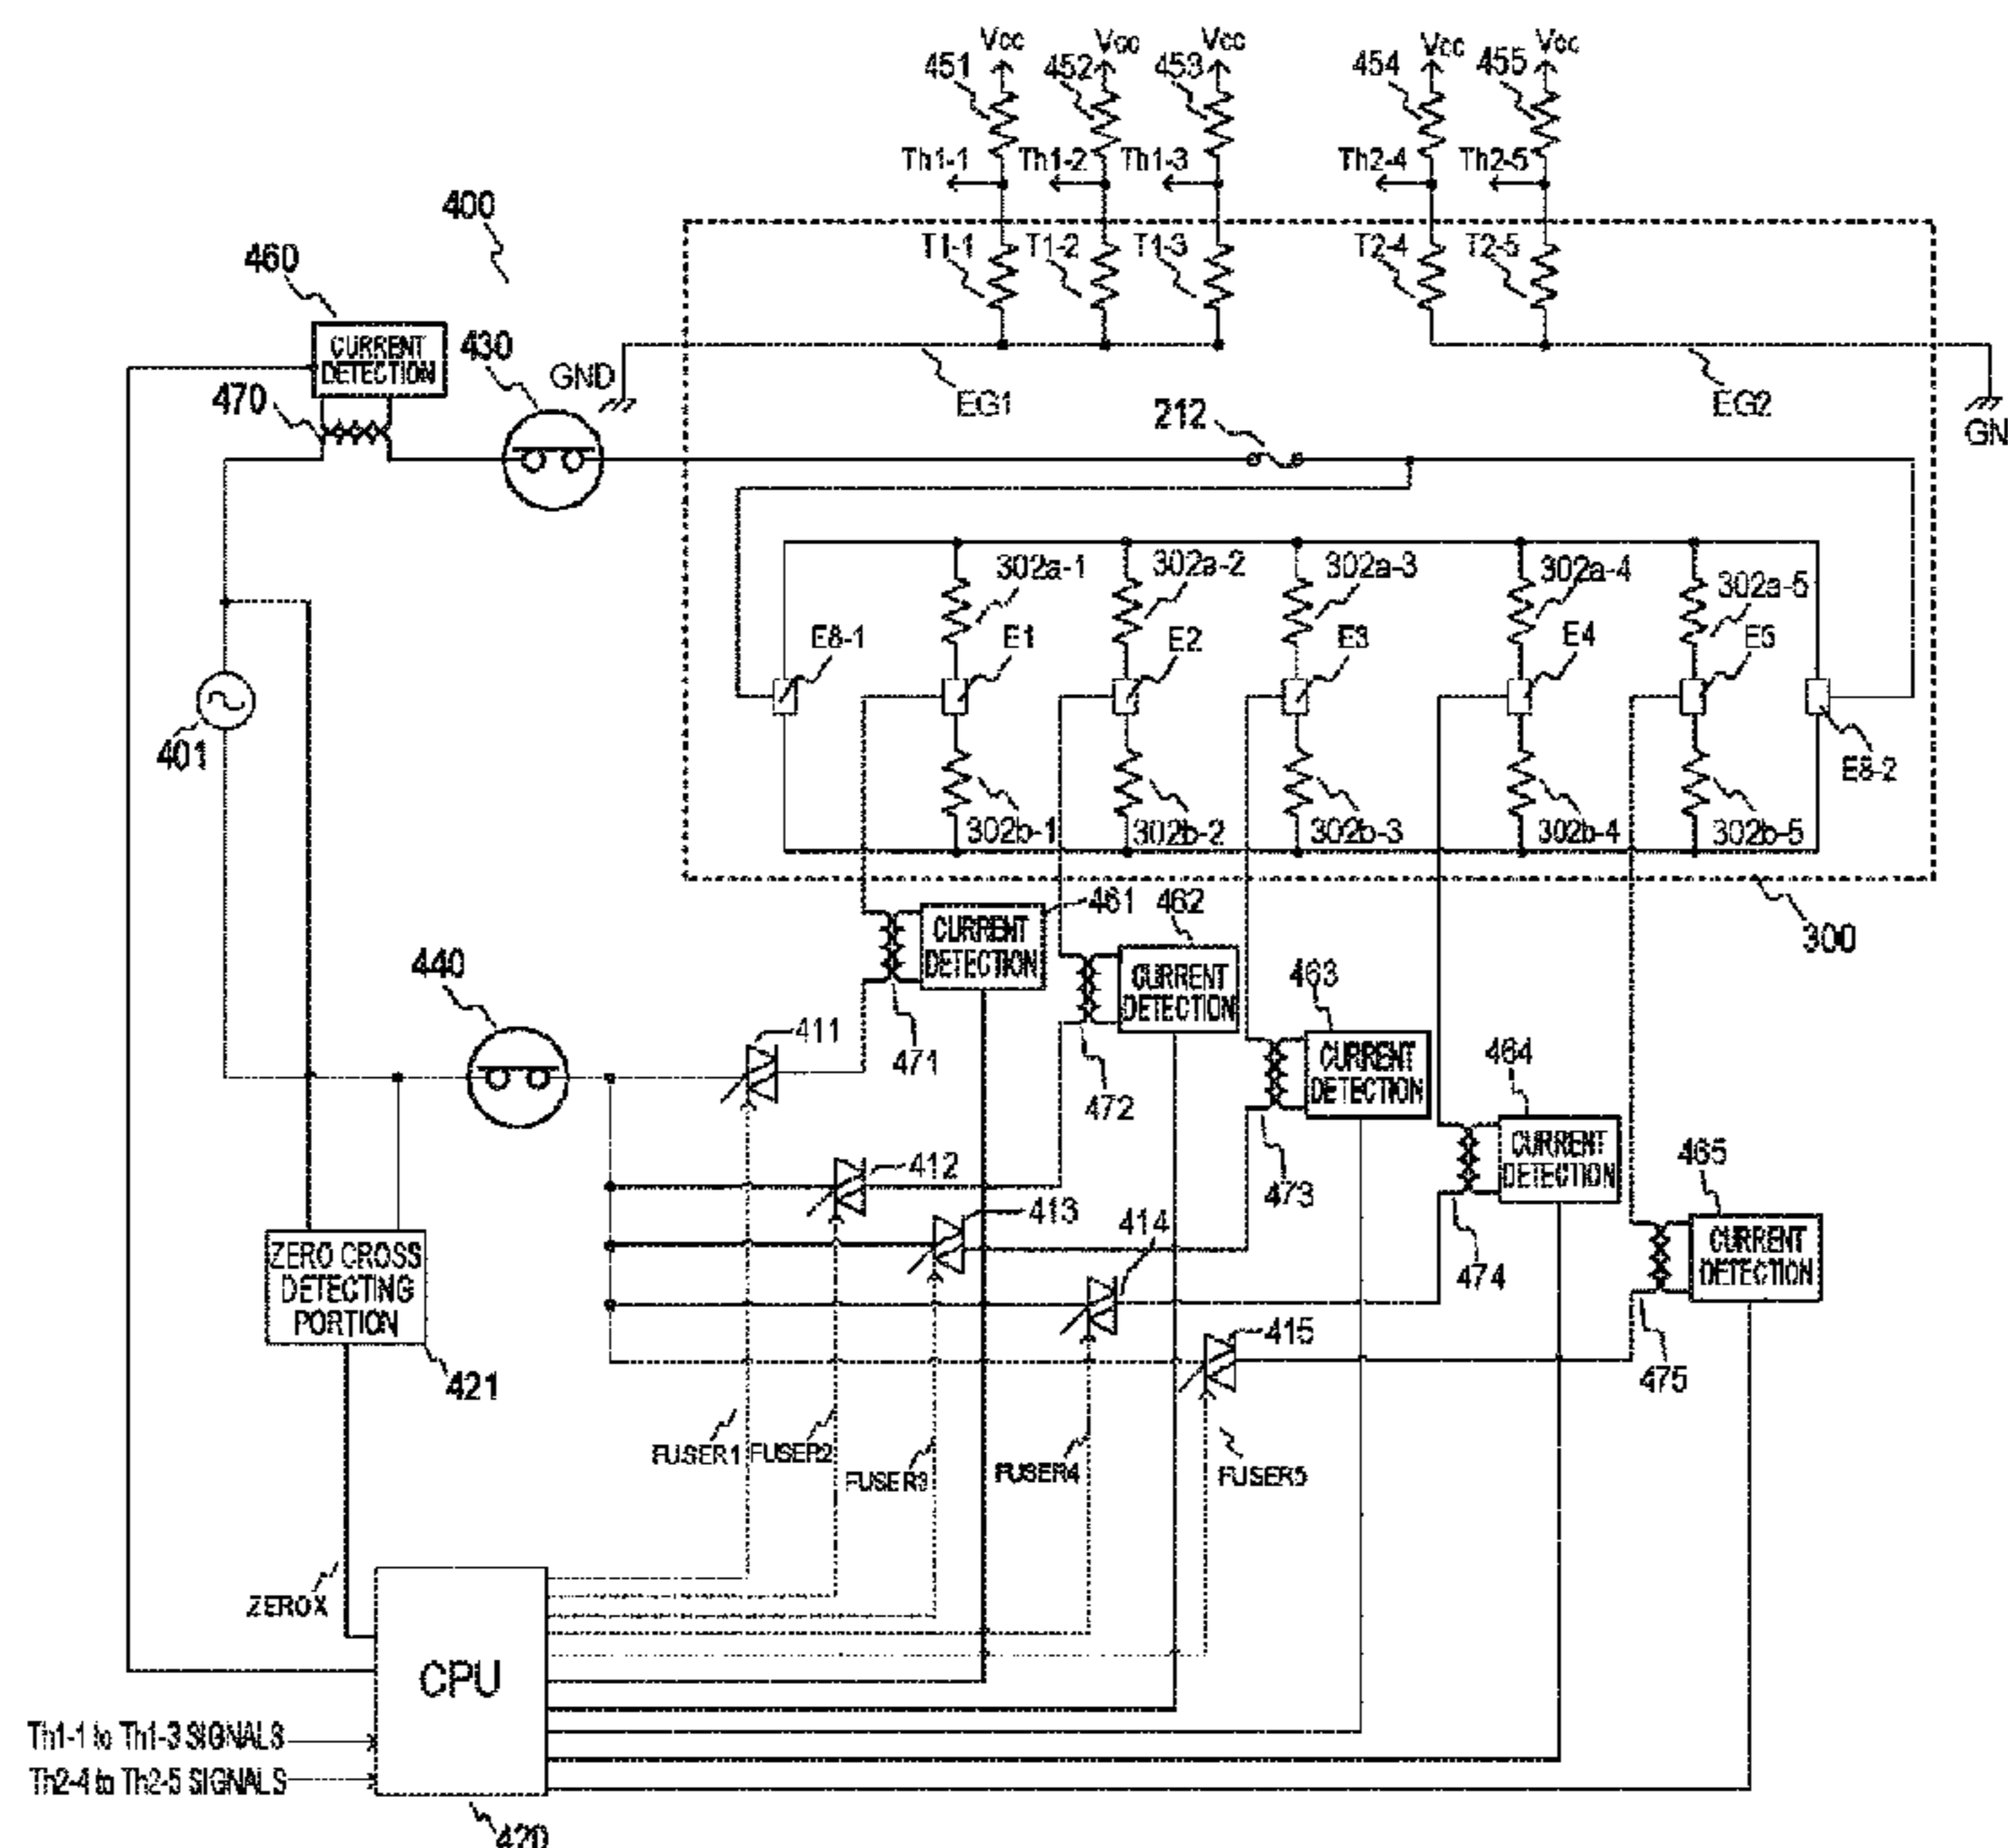 Vcc Vcc Vcc Vcc Vcc
451 452 453 454 455
Th1-1 Th1-2 Th1-3 Th2-4 Th2-5
400
T1-1 T1-2 T1-3 T2-4 T2-5
460
CURRENT
DETECTION
430
GND
470
EG1 EG2
212
GN
302a-1 302a-2 302a-3 302a-4 302a-5
E8-1 E1 E2 E3 E4 E5
401
E8-2
302b-1 302b-2 302b-3 302b-4 302b-5
300
461
CURRENT
DETECTION
462
CURRENT
DETECTION
440
463
CURRENT
DETECTION
411
471
464
CURRENT
DETECTION
472
412
465
CURRENT
DETECTION
473
413
414
474
ZERO CROSS
DETECTING
PORTION
415
421
475
FUSER1 FUSER2 FUSER3 FUSER4 FUSER5
ZEROX
CPU
Th1-1 to Th1-3 SIGNALS
Th2-4 to Th2-5 SIGNALS
420